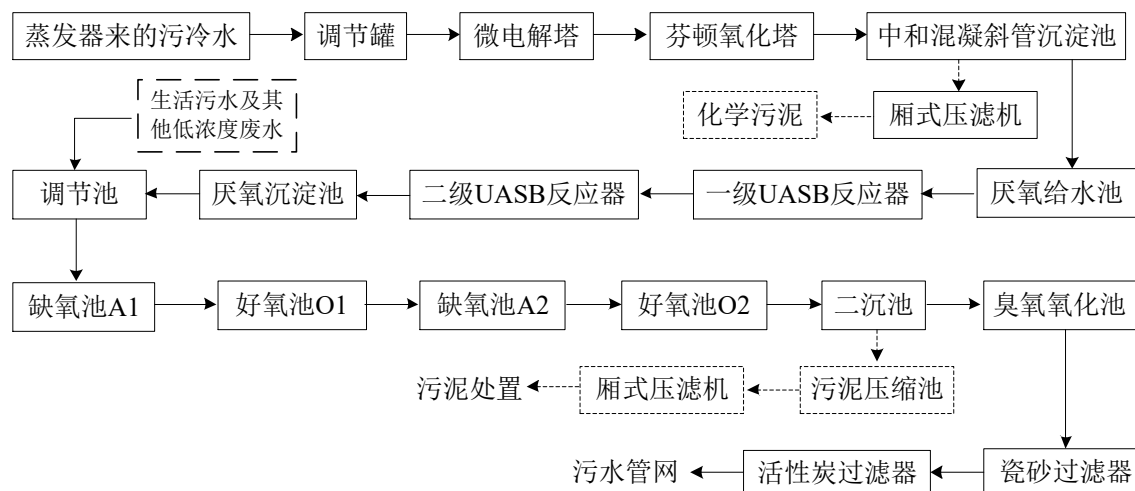 蒸发器来的污冷水
调节罐
微电解塔
芬顿氧化塔
中和混凝斜管沉淀池
生活污水及其
他低浓度废水
化学污泥
厢式压滤机
调节池
厌氧沉淀池
二级UASB反应器
一级UASB反应器
厌氧给水池
缺氧池A1
好氧池O1
缺氧池A2
好氧池O2
二沉池
臭氧氧化池
污泥处置
厢式压滤机
污泥压缩池
污水管网
活性炭过滤器
瓷砂过滤器